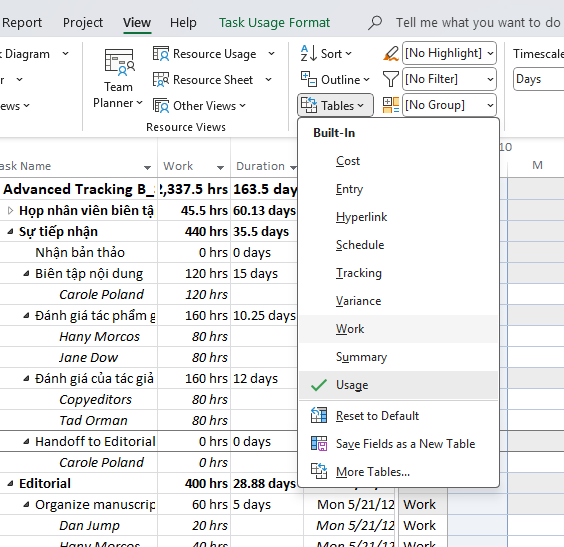 Report Project View Help Task Usage Format Tell me what you want to do
Diagram Resource Usage Sort [No Highlight] Timescale
Team Planner Resource Sheet Outline [No Filter] Days
Other Views Tables [No Group]
Resource Views
Built-In
Cost
Entry
Hyperlink
Schedule
Tracking
Variance
Work
Summary
Usage
Reset to Default
Save Fields as a New Table
More Tables...
10
M
Name Work Duration
Advanced Tracking B_ 2,337.5 hrs 163.5 day
Họp nhân viên biên tậ 45.5 hrs 60.13 days
Sự tiếp nhận 440 hrs 35.5 days
Nhận bản thảo 0 hrs 0 days
Biên tập nội dung 120 hrs 15 days
Carole Poland 120 hrs
Đánh giá tác phẩm g 160 hrs 10.25 days
Hany Morcos 80 hrs
Jane Dow 80 hrs
Đánh giá của tác giả 160 hrs 12 days
Copyeditors 80 hrs
Tad Orman 80 hrs
Handoff to Editorial 0 hrs 0 days
Carole Poland 0 hrs
Editorial 400 hrs 28.88 days
Organize manuscrip 60 hrs 5 days Mon 5/21/12 Work
Dan Jump 20 hrs Mon 5/21/12 Work
Hany Morcos 40 hrs Mon 5/21/12 Work